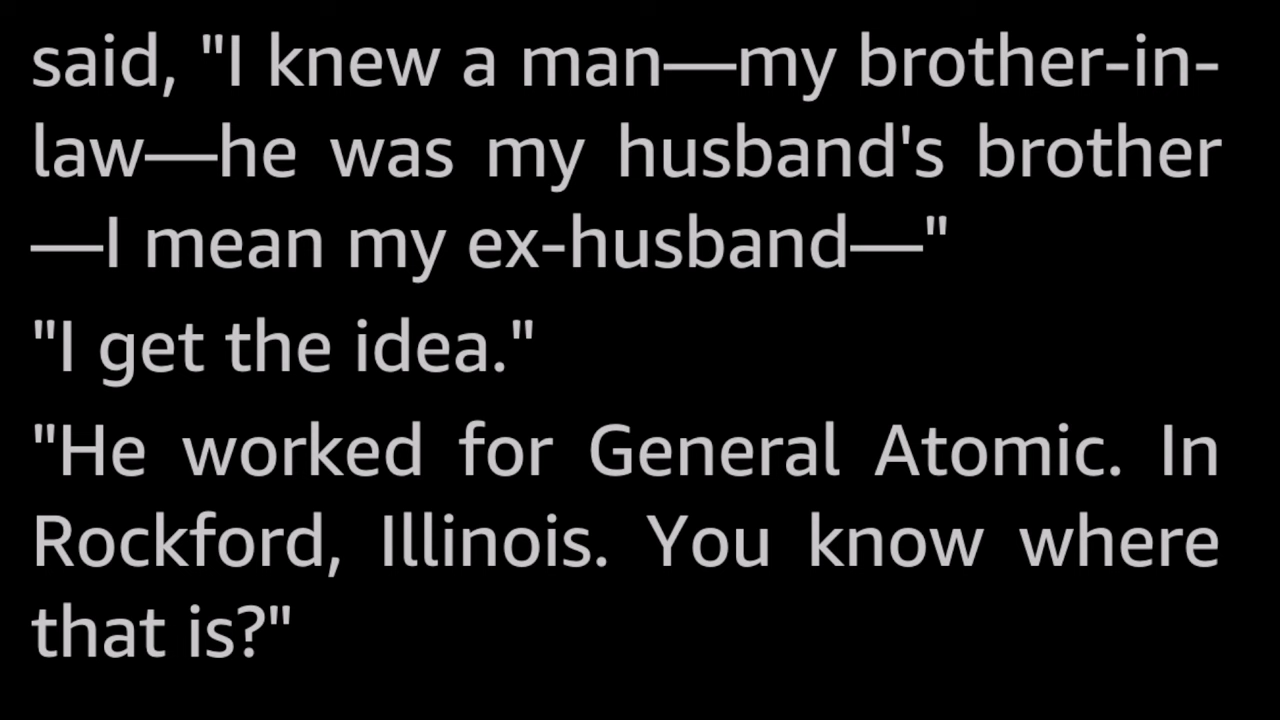 said, "I knew a man—my brother-in-
law—he was my husband's brother
—I mean my ex-husband—"
"I get the idea."
"He worked for General Atomic. In
Rockford, Illinois. You know where
that is?"